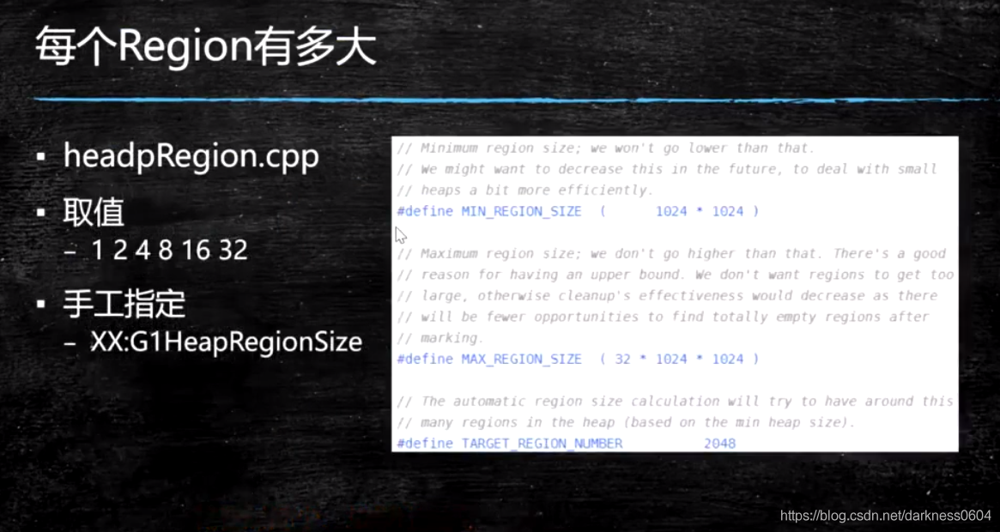 每个Region有多大
▪ headpRegion.cpp
▪ 取值
– 1 2 4 8 16 32
▪ 手工指定
– XX:G1HeapRegionSize
// Minimum region size; we won't go lower than that.
// We might want to decrease this in the future, to deal with small
// heaps a bit more efficiently.
#define MIN_REGION_SIZE  (      1024 * 1024 )
// Maximum region size; we don't go higher than that. There's a good
// reason for having an upper bound. We don't want regions to get too
// large, otherwise cleanup's effectiveness would decrease as there
// will be fewer opportunities to find totally empty regions after
// marking.
#define MAX_REGION_SIZE  ( 32 * 1024 * 1024 )
// The automatic region size calculation will try to have around this
// many regions in the heap (based on the min heap size).
#define TARGET_REGION_NUMBER          2048
https://blog.csdn.net/darkness0604